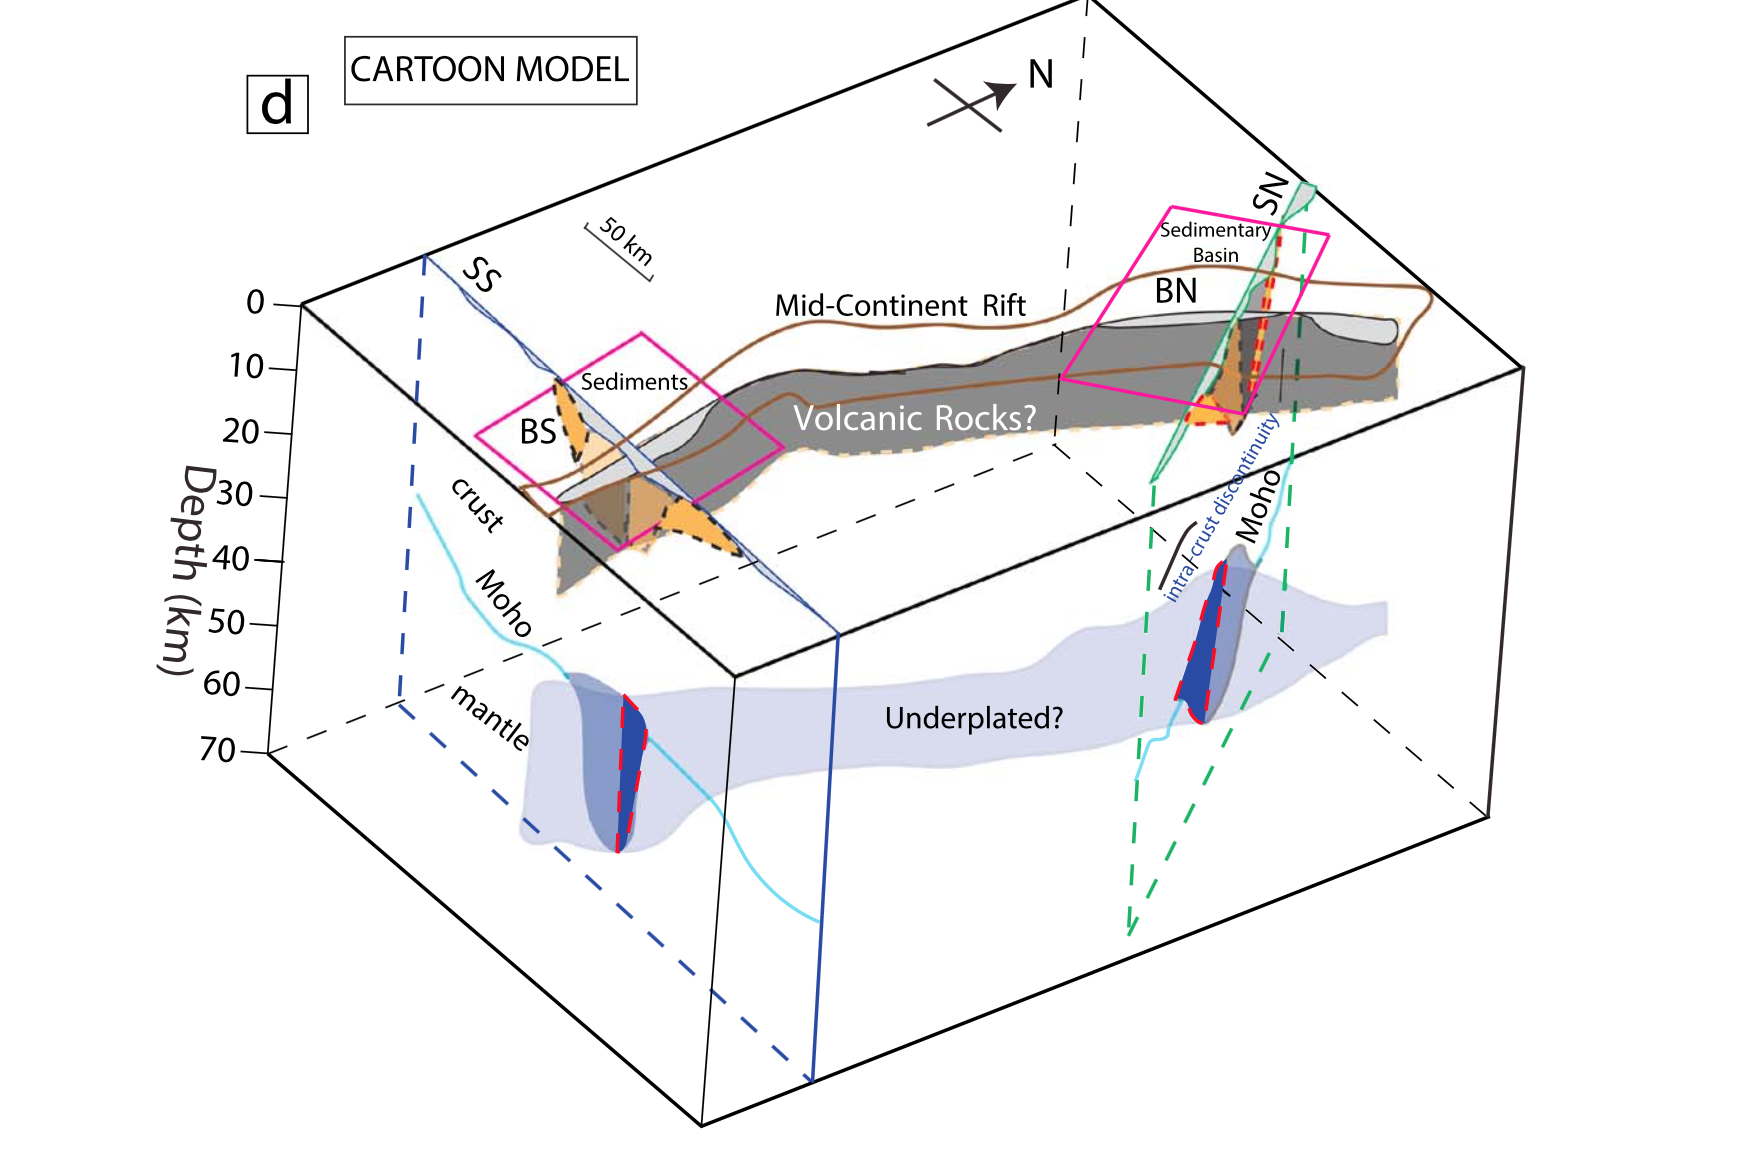 CARTOON MODEL
d
N
SN
50 km
SS
Sedimentary
Basin
BN
0
Mid-Continent Rift
10
Sediments
20
BS
Volcanic Rocks?
Depth (km)
30
crust
intra-crust discontinuity
Moho
40
Moho
50
60
mantle
Underplated?
70